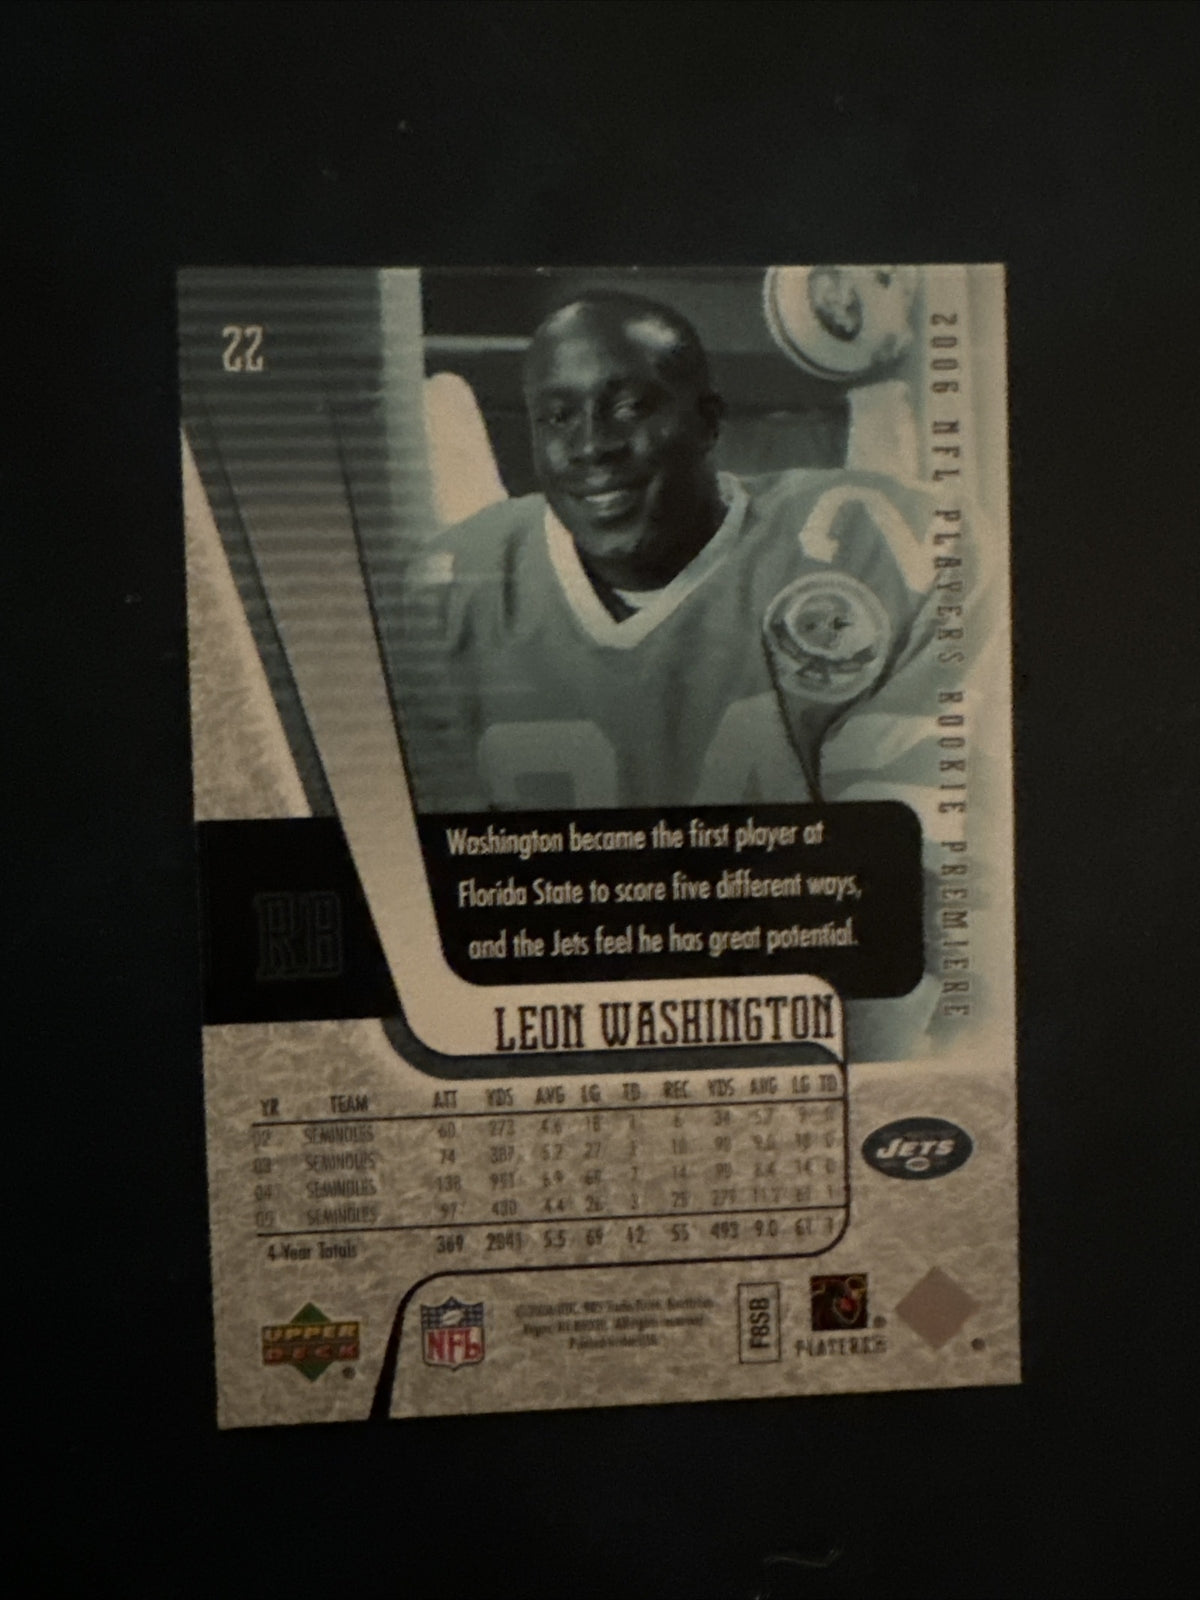 22
2006 NFL PLAYERS ROOKIE PREMIERE
Washington became the first player at
Florida State to score five different ways,
and the Jets feel he has great potential.
RB
LEON WASHINGTON
YR TEAM ATT YDS AVG LG TD REC YDS AVG LG TD
02 SEMINOLES 60 273 4.6 18 1 6 34 5.7 9 0
03 SEMINOLES 74 387 5.2 27 10 90 9.0 18 0
04 SEMINOLES 138 951 6.9 69 7 14 90 6.4 14 0
05 SEMINOLES 97 430 4.4 26 3 25 279 11.2 61 1
4-Year Totals 369 2041 5.5 69 12 55 493 9.0 61 1
JETS
UPPER DECK ®
NFL
All rights reserved
F8SB
PLAYERS ®
®